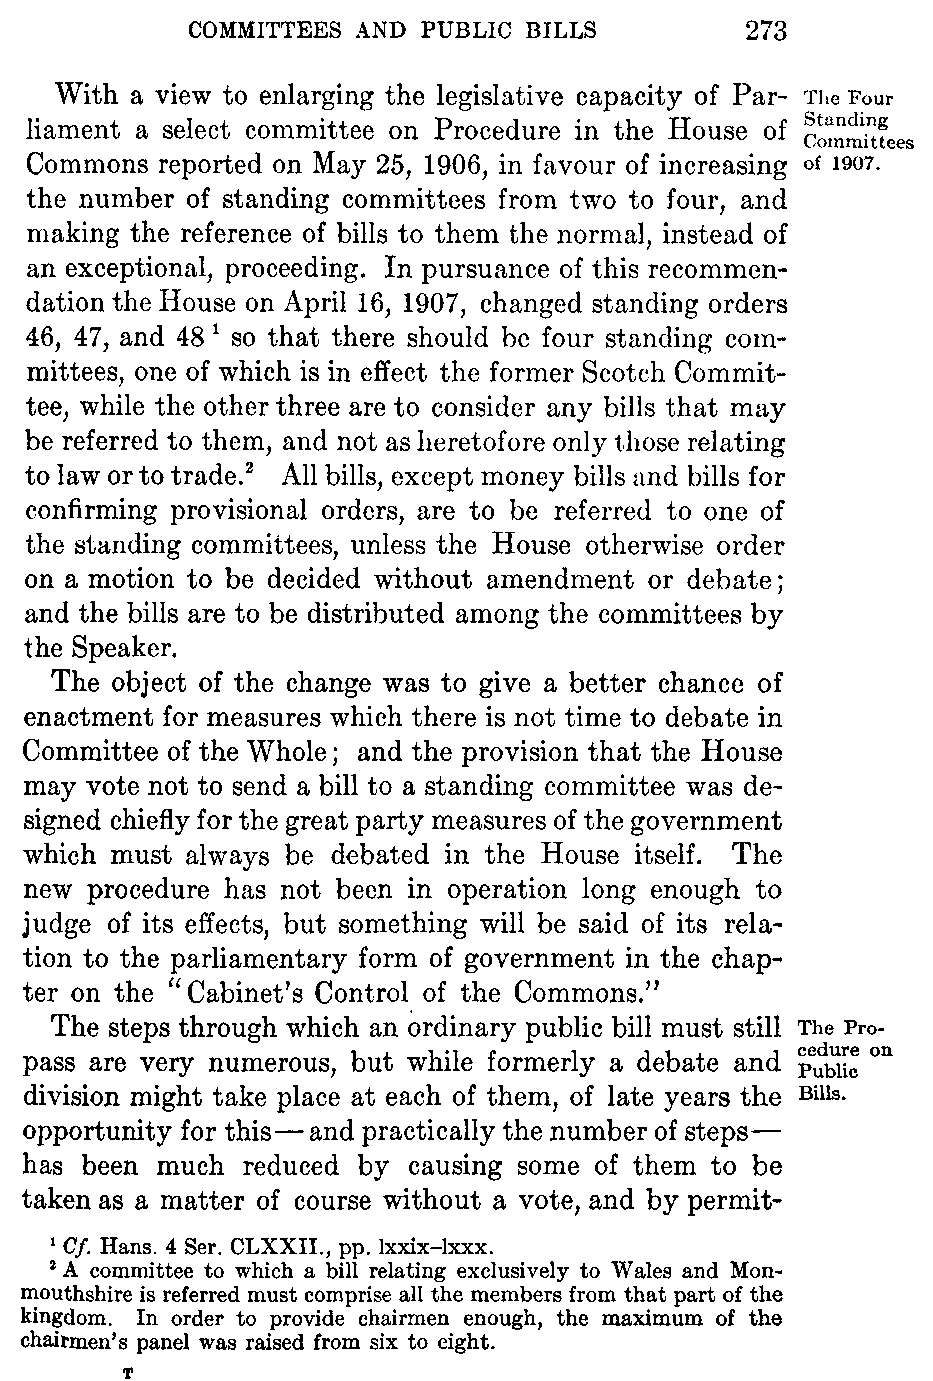 COMMITTEES AND PUBLIC BILLS 273
With a view to enlarging the legislative capacity of Par-
liament a select committee on Procedure in the House of
Commons reported on May 25, 1906, in favour of increasing
the number of standing committees from two to four, and
making the reference of bills to them the normal, instead of
an exceptional, proceeding. In pursuance of this recommen-
dation the House on April 16, 1907, changed standing orders
46, 47, and 48 ¹ so that there should be four standing com-
mittees, one of which is in effect the former Scotch Commit-
tee, while the other three are to consider any bills that may
be referred to them, and not as heretofore only those relating
to law or to trade.² All bills, except money bills and bills for
confirming provisional orders, are to be referred to one of
the standing committees, unless the House otherwise order
on a motion to be decided without amendment or debate;
and the bills are to be distributed among the committees by
the Speaker.
The Four
Standing
Committees
of 1907.
The object of the change was to give a better chance of
enactment for measures which there is not time to debate in
Committee of the Whole; and the provision that the House
may vote not to send a bill to a standing committee was de-
signed chiefly for the great party measures of the government
which must always be debated in the House itself. The
new procedure has not been in operation long enough to
judge of its effects, but something will be said of its rela-
tion to the parliamentary form of government in the chap-
ter on the "Cabinet's Control of the Commons."
The steps through which an ordinary public bill must still
pass are very numerous, but while formerly a debate and
division might take place at each of them, of late years the
opportunity for this—and practically the number of steps—
has been much reduced by causing some of them to be
taken as a matter of course without a vote, and by permit-
The Pro-
cedure on
Public
Bills.
¹ Cf. Hans. 4 Ser. CLXXII., pp. lxxix–lxxx.
² A committee to which a bill relating exclusively to Wales and Mon-
mouthshire is referred must comprise all the members from that part of the
kingdom. In order to provide chairmen enough, the maximum of the
chairmen's panel was raised from six to eight.
T